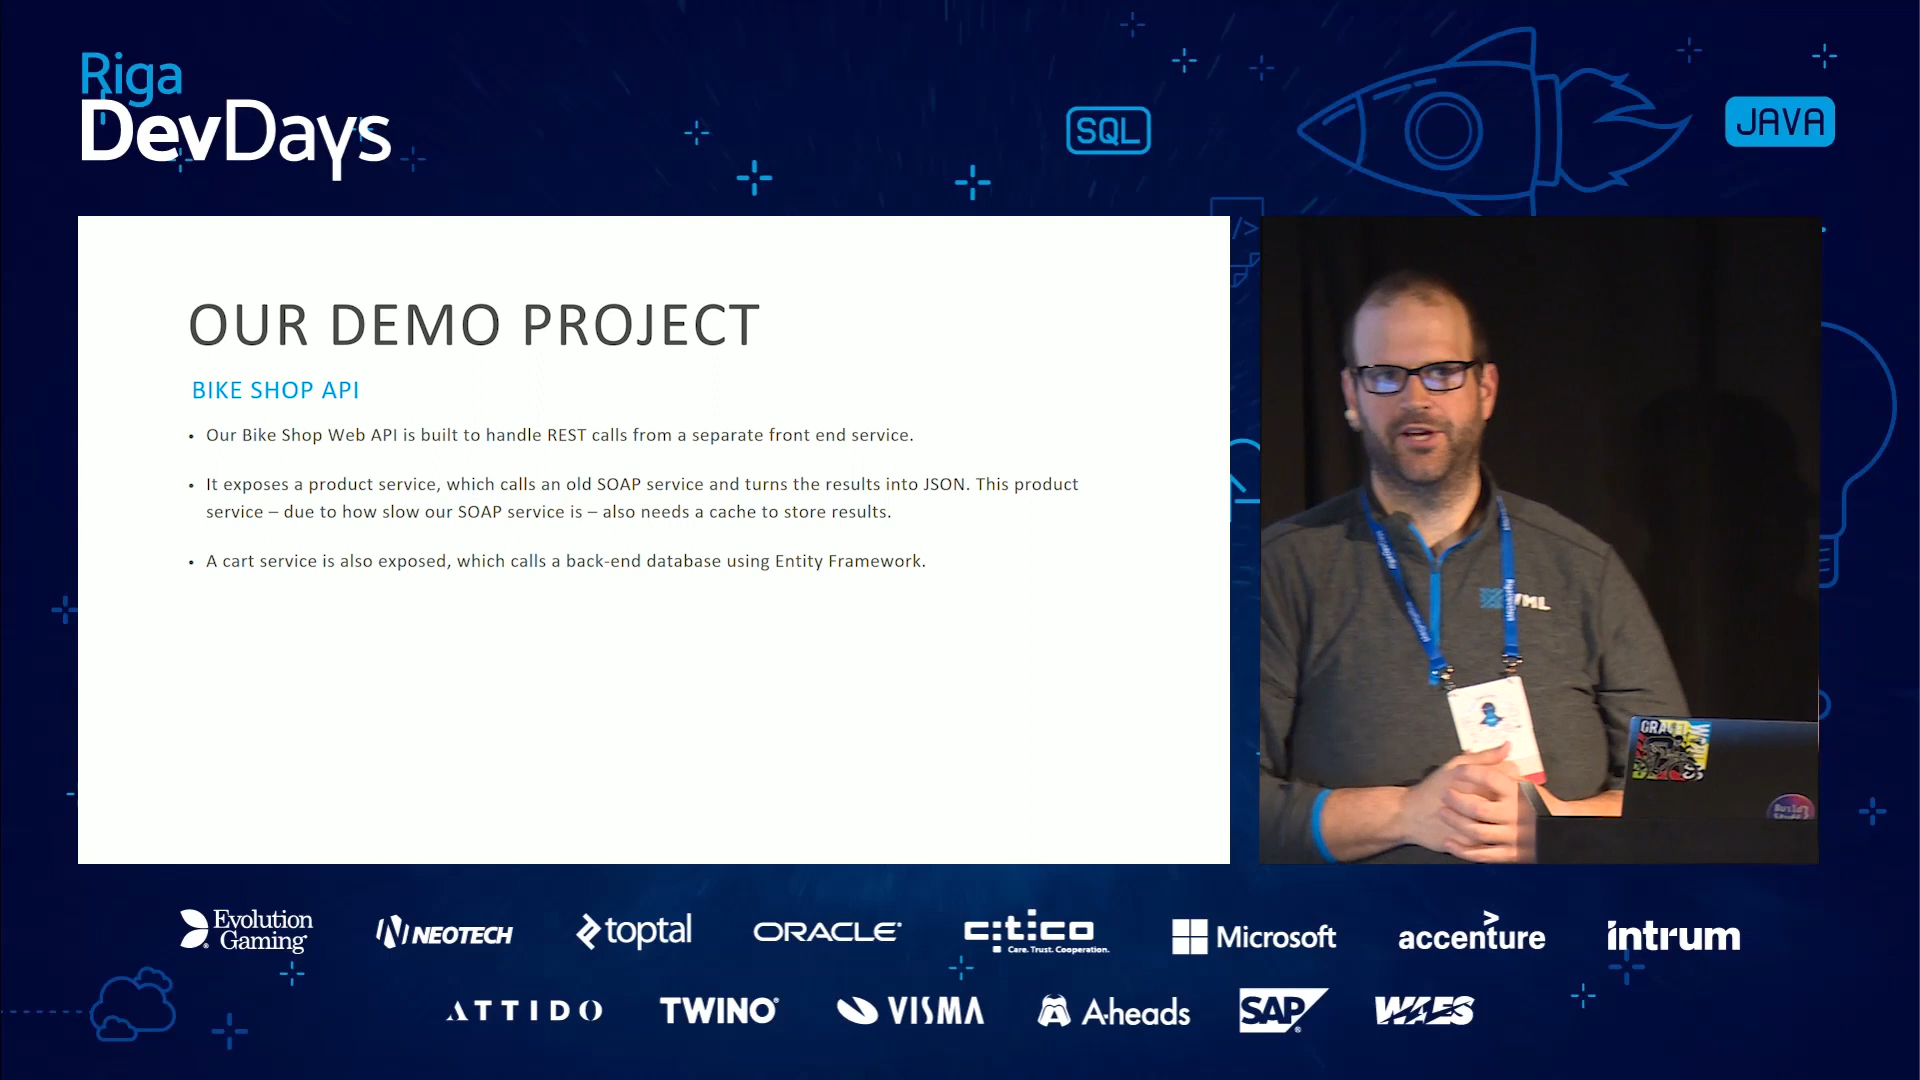 Riga
DevDays
SQL
JAVA
</>
OUR DEMO PROJECT
BIKE SHOP API
• Our Bike Shop Web API is built to handle REST calls from a separate front end service.
• It exposes a product service, which calls an old SOAP service and turns the results into JSON. This product
service – due to how slow our SOAP service is – also needs a cache to store results.
• A cart service is also exposed, which calls a back-end database using Entity Framework.
VML
Evolution
Gaming
NEOTECH
toptal
ORACLE
citco
Care. Trust. Cooperation.
Microsoft
accenture
intrum
ATTIDO
TWINO
VISMA
A-heads
SAP